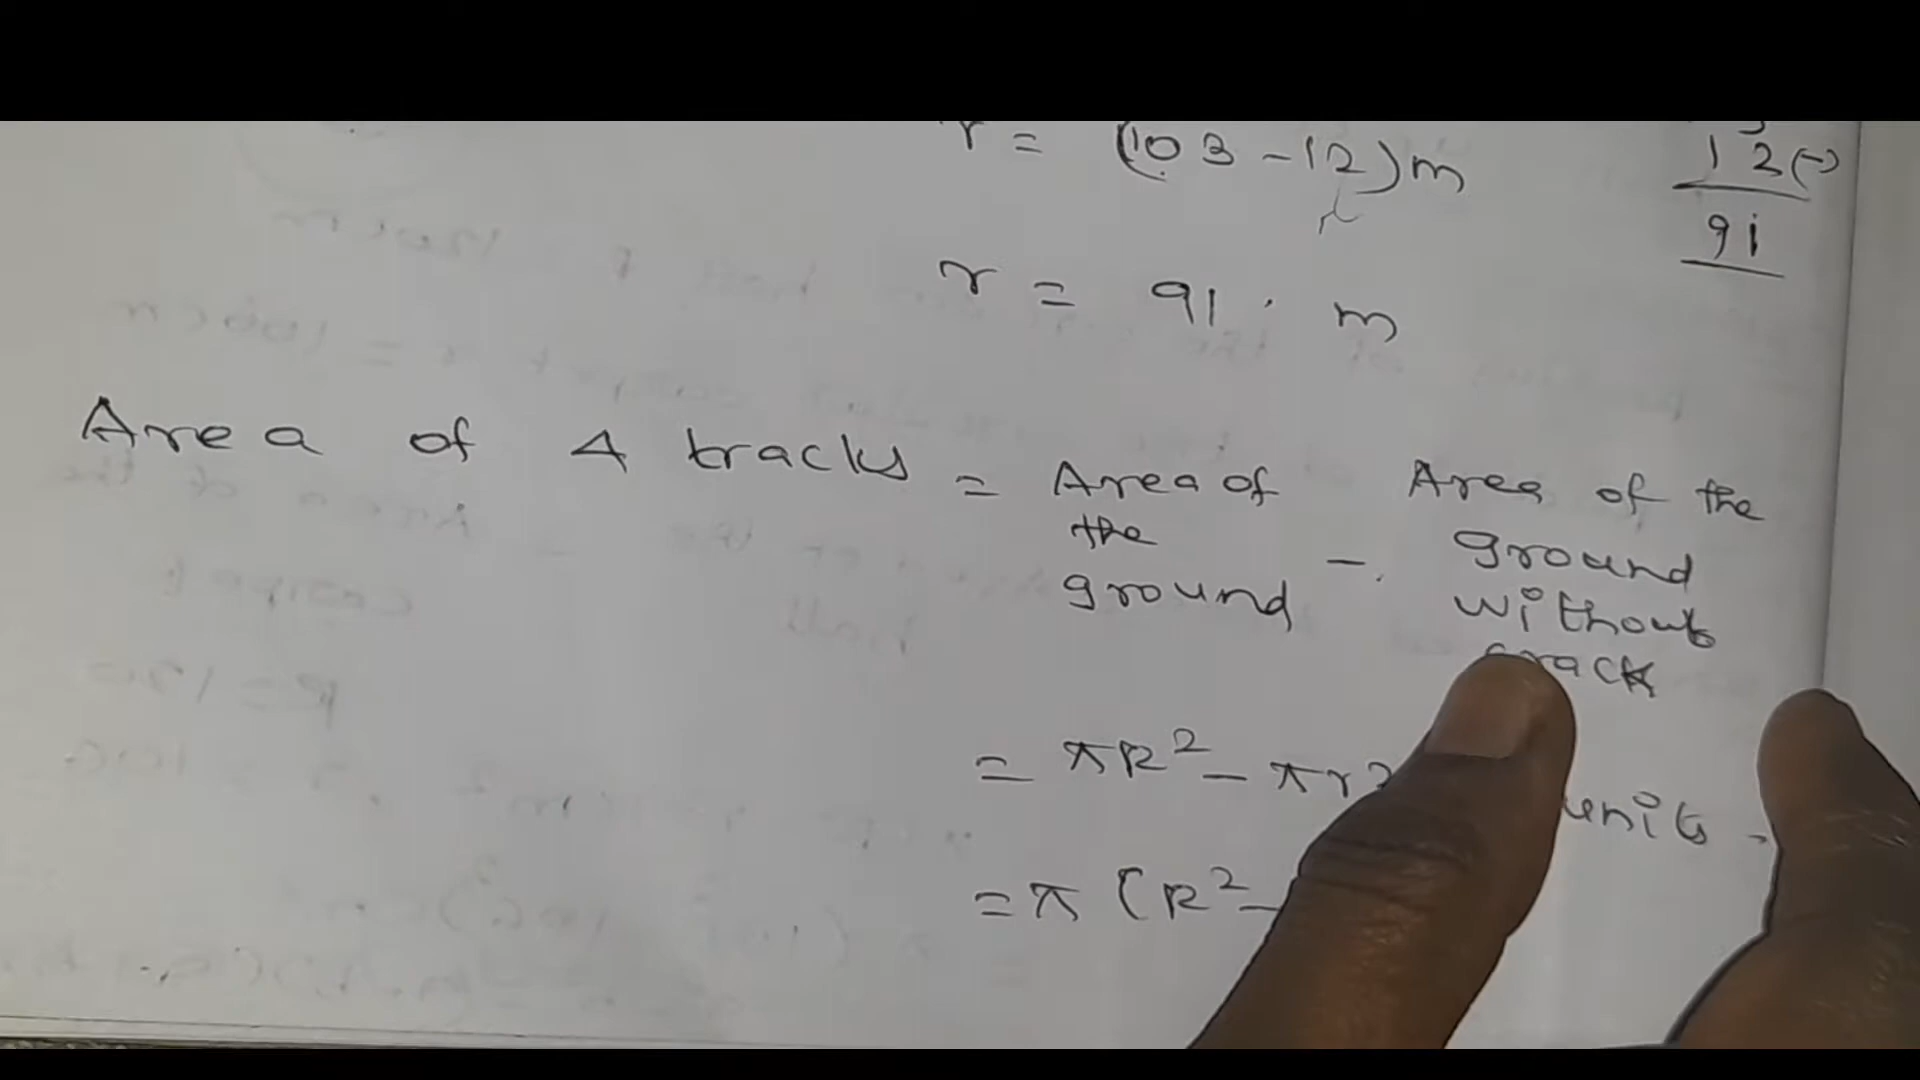 r = (103 - 12) m
12(-)
91
r = 91 . m
Area of 4 tracks = Area of the ground - Area of the ground without track
= πR² - πr² units.
= π (R² -